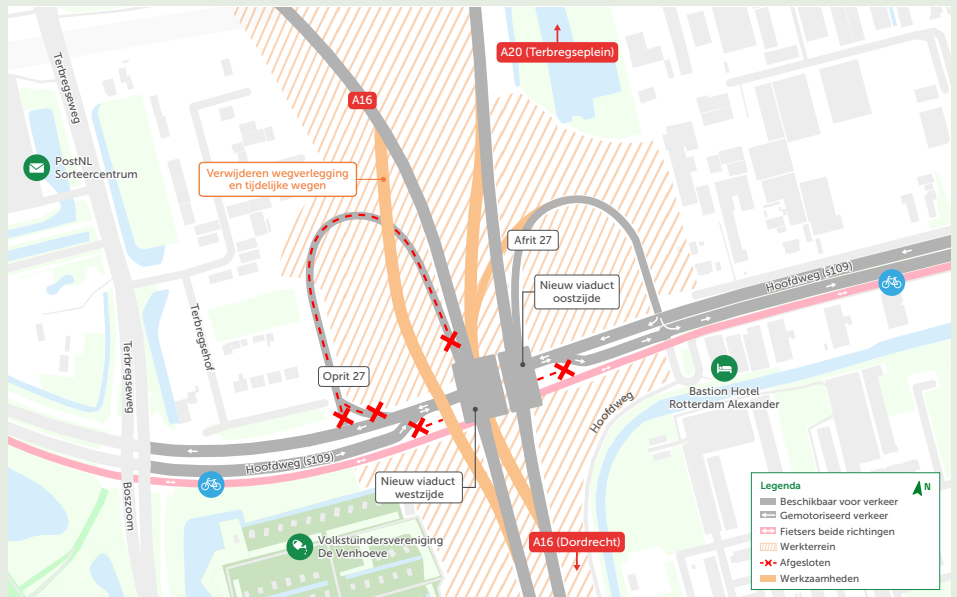 A20 (Terbregseplein)
Terbregseweg
A16
PostNL
Sorteercentrum
Verwijderen wegverlegging
en tijdelijke wegen
Afrit 27
Hoofdweg (s109)
Nieuw viaduct
oostzijde
Terbregsehof
Terbregseweg
Oprit 27
Bastion Hotel
Rotterdam Alexander
Hoofdweg
Hoofdweg (s109)
Nieuw viaduct
westzijde
Boszoom
Volkstuindersvereniging
De Venhoeve
A16 (Dordrecht)
Legenda
N
Beschikbaar voor verkeer
Gemotoriseerd verkeer
Fietsers beide richtingen
Werkterrein
Afgesloten
Werkzaamheden